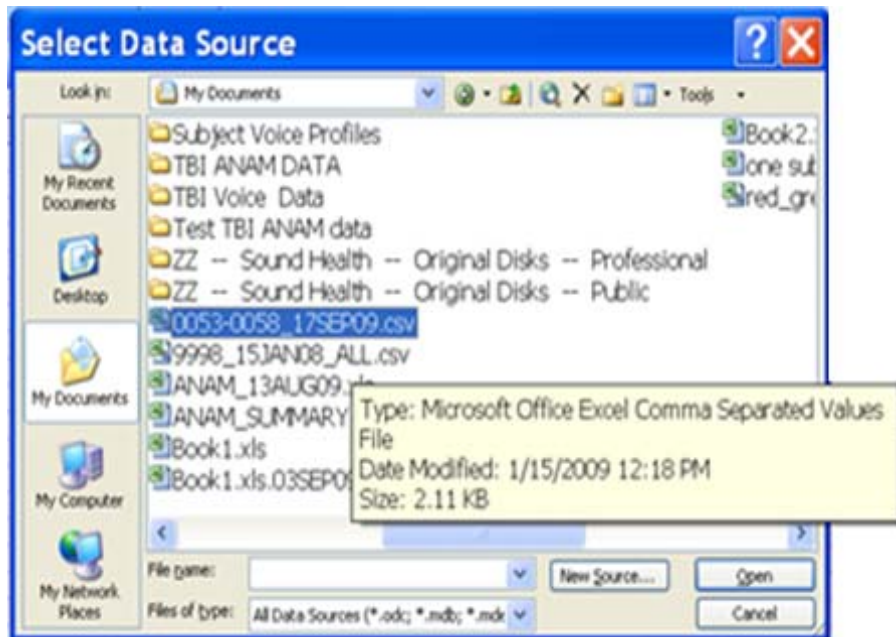 Select Data Source
Look in: My Documents Tools
My Recent Documents
Desktop
My Documents
My Computer
My Network Places
Subject Voice Profiles
TBI ANAM DATA
TBI Voice Data
Test TBI ANAM data
ZZ -- Sound Health -- Original Disks -- Professional
ZZ -- Sound Health -- Original Disks -- Public
0053-0058_17SEP09.csv
9998_15JAN08_ALL.csv
ANAM_13AUG09.xls
ANAM_SUMMARY
Book1.xls
Book1.xls.03SEP09
Book2.
one sub
red_gre
Type: Microsoft Office Excel Comma Separated Values
File
Date Modified: 1/15/2009 12:18 PM
Size: 2.11 KB
File name: New Source... Open
Files of type: All Data Sources (*.odc; *.mdb; *.mde Cancel